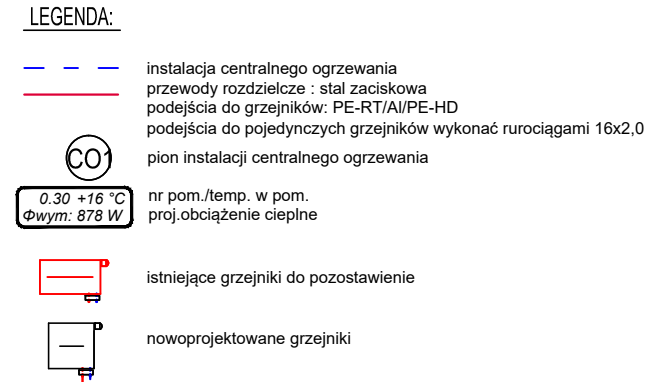 LEGENDA:
instalacja centralnego ogrzewania
przewody rozdzielcze : stal zaciskowa
podejścia do grzejników: PE-RT/Al/PE-HD
podejścia do pojedynczych grzejników wykonać rurociągami 16x2,0
CO1
pion instalacji centralnego ogrzewania
0.30 +16 °C
Φwym: 878 W
nr pom./temp. w pom.
proj.obciążenie cieplne
istniejące grzejniki do pozostawienie
nowoprojektowane grzejniki